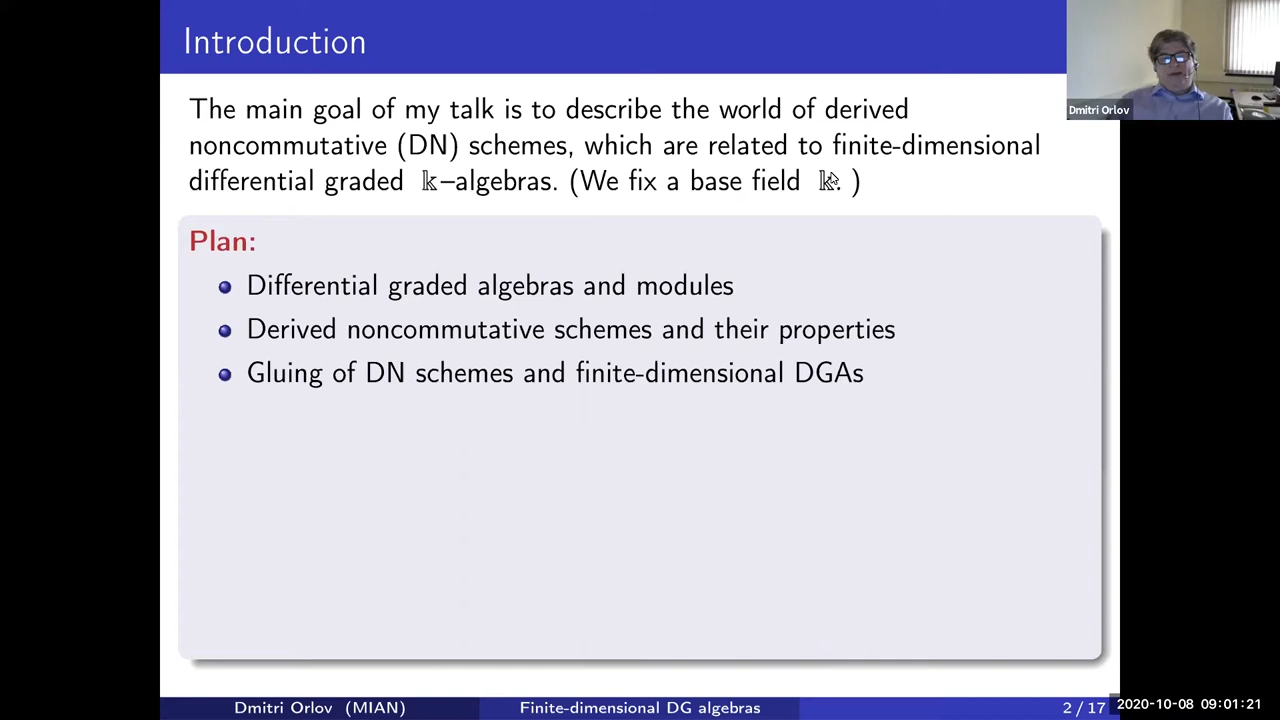 Introduction
Dmitri Orlov
The main goal of my talk is to describe the world of derived
noncommutative (DN) schemes, which are related to finite-dimensional
differential graded 𝕜–algebras. (We fix a base field 𝕜. )
Plan:
Differential graded algebras and modules
Derived noncommutative schemes and their properties
Gluing of DN schemes and finite-dimensional DGAs
Dmitri Orlov (MIAN)
Finite-dimensional DG algebras
2 / 17
2020-10-08 09:01:21